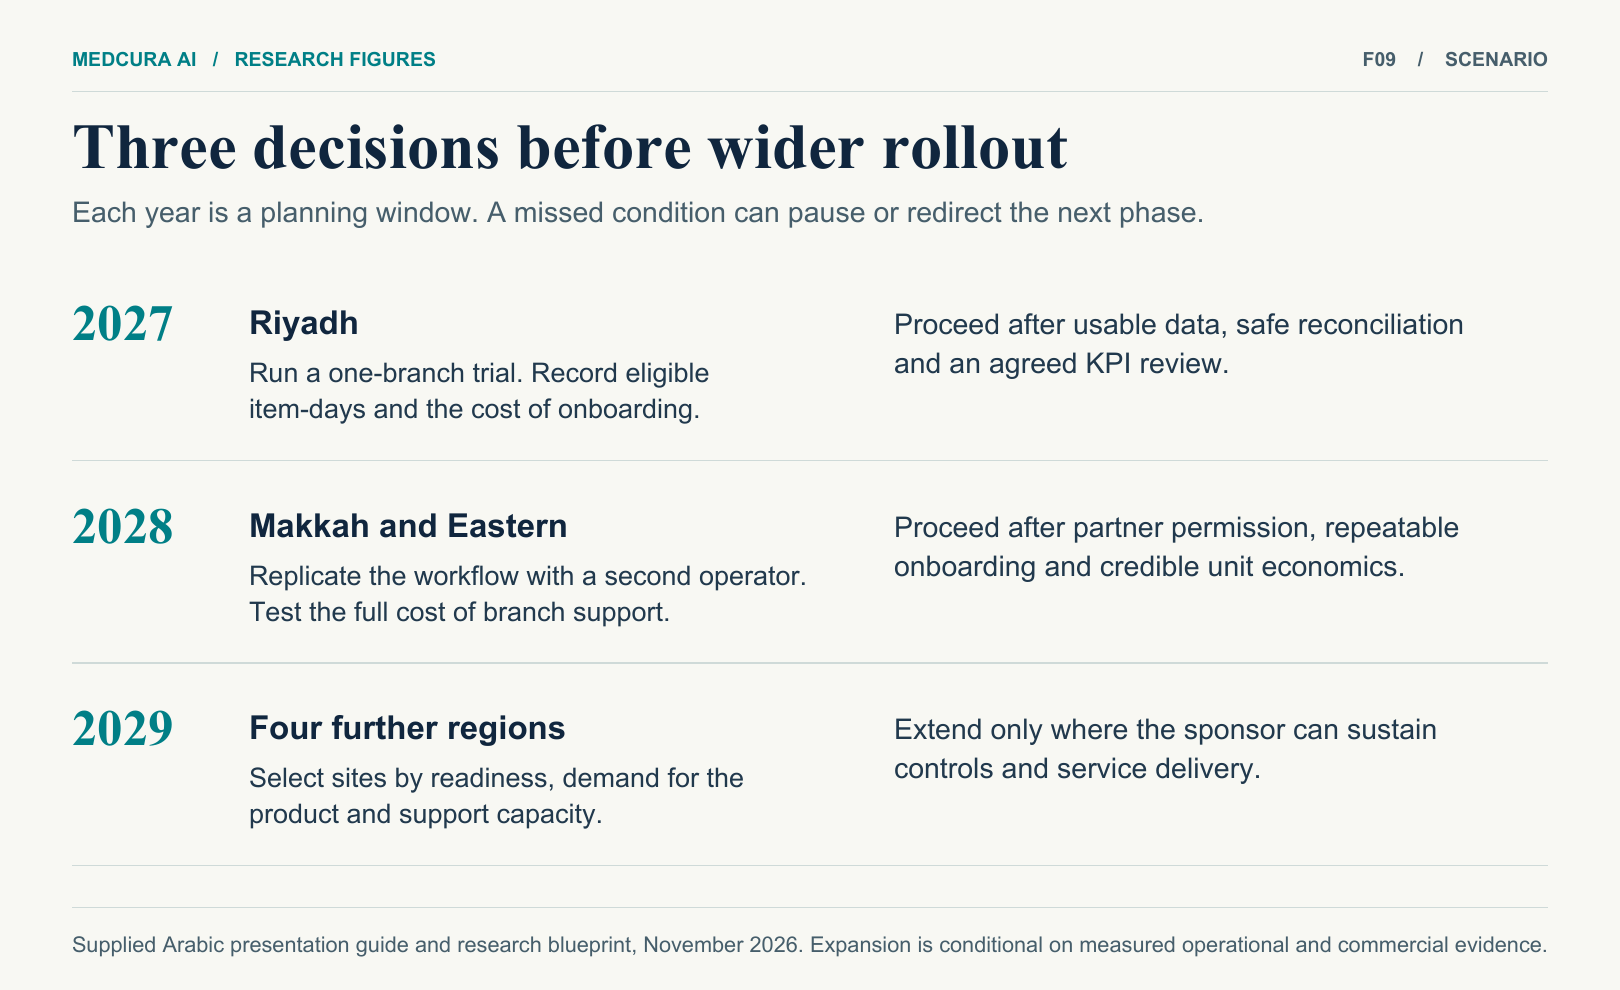 MEDCURA AI / RESEARCH FIGURES
F09 / SCENARIO
Three decisions before wider rollout
Each year is a planning window. A missed condition can pause or redirect the next phase.
2027
Riyadh
Run a one-branch trial. Record eligible
item-days and the cost of onboarding.
Proceed after usable data, safe reconciliation
and an agreed KPI review.
2028
Makkah and Eastern
Replicate the workflow with a second operator.
Test the full cost of branch support.
Proceed after partner permission, repeatable
onboarding and credible unit economics.
2029
Four further regions
Select sites by readiness, demand for the
product and support capacity.
Extend only where the sponsor can sustain
controls and service delivery.
Supplied Arabic presentation guide and research blueprint, November 2026. Expansion is conditional on measured operational and commercial evidence.